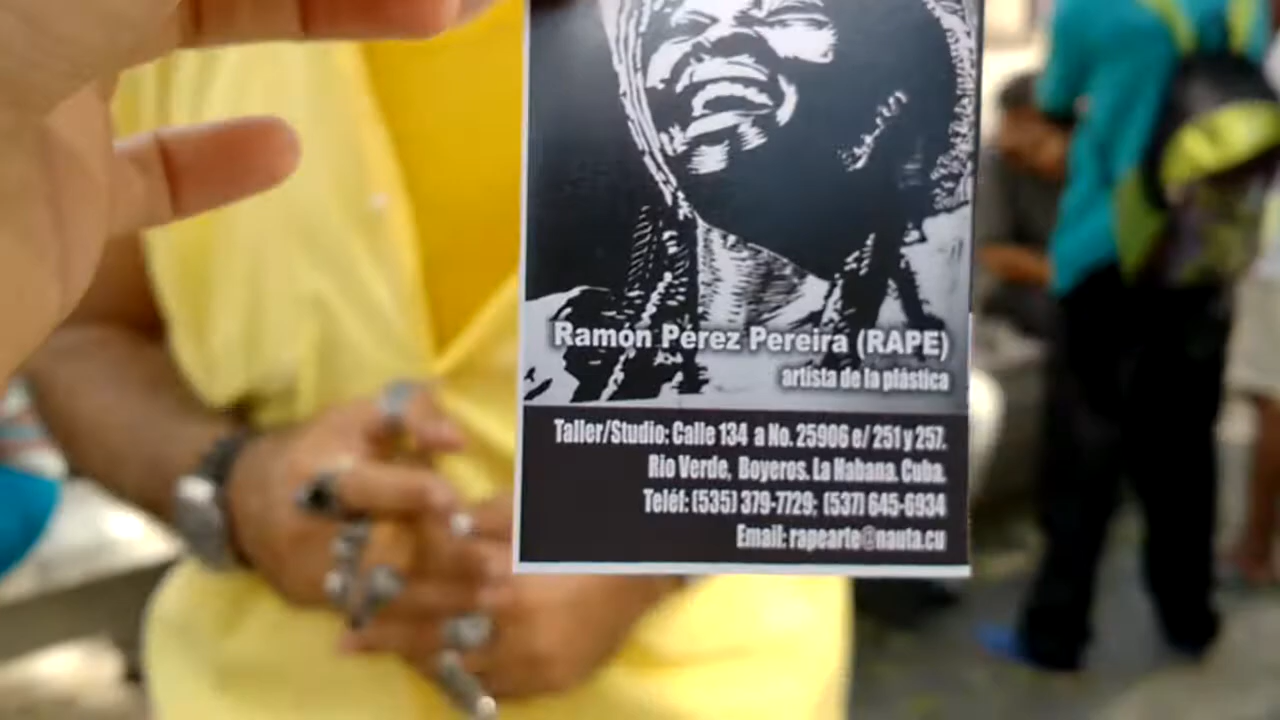 Ramón Pérez Pereira (RAPE)
artista de la plástica
Taller/Studio: Calle 134 a No. 25906 e/ 251 y 257.
Rio Verde, Boyeros. La Habana. Cuba.
Teléf: (535) 379-7729; (537) 645-6934
Email: rapearte@nauta.cu